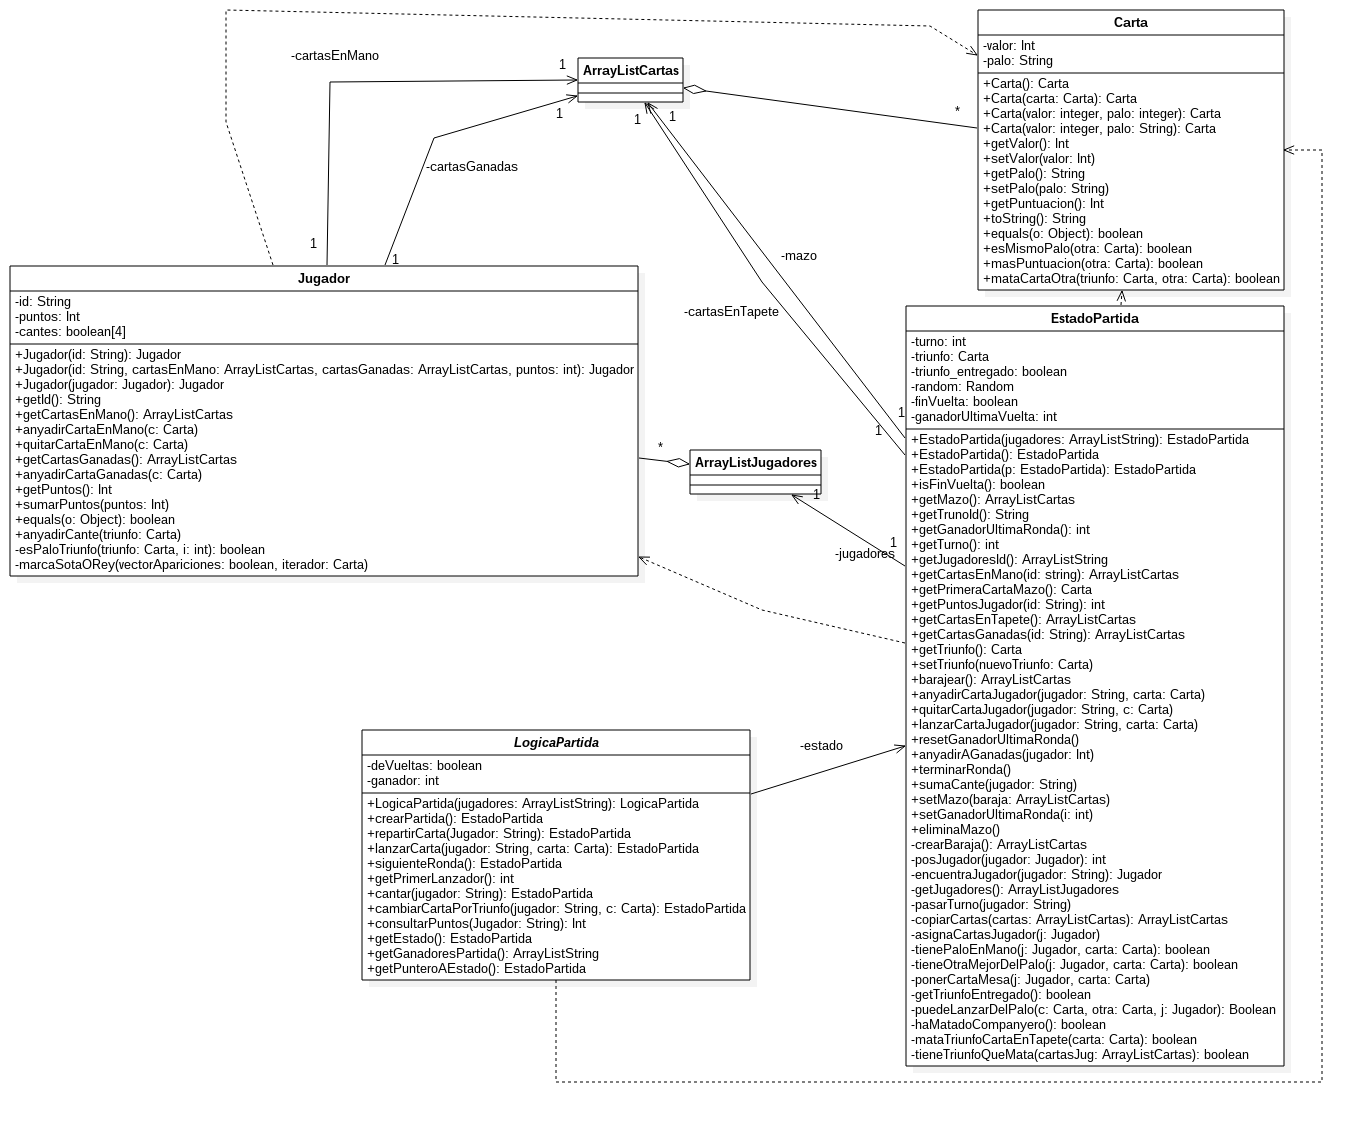 Carta
-valor: Int
-palo: String
+Carta(): Carta
+Carta(carta: Carta): Carta
+Carta(valor: integer, palo: integer): Carta
+Carta(valor: integer, palo: String): Carta
+getValor(): Int
+setValor(valor: Int)
+getPalo(): String
+setPalo(palo: String)
+getPuntuacion(): Int
+toString(): String
+equals(o: Object): boolean
+esMismoPalo(otra: Carta): boolean
+masPuntuacion(otra: Carta): boolean
+mataCartaOtra(triunfo: Carta, otra: Carta): boolean
-cartasEnMano
1
1
ArrayListCartas
*
-cartasGanadas
1
1
1
1
-mazo
-cartasEnTapete
1
1
Jugador
-id: String
-puntos: Int
-cantes: boolean[4]
+Jugador(id: String): Jugador
+Jugador(id: String, cartasEnMano: ArrayListCartas, cartasGanadas: ArrayListCartas, puntos: int): Jugador
+Jugador(jugador: Jugador): Jugador
+getId(): String
+getCartasEnMano(): ArrayListCartas
+anyadirCartaEnMano(c: Carta)
+quitarCartaEnMano(c: Carta)
+getCartasGanadas(): ArrayListCartas
+anyadirCartaGanadas(c: Carta)
+getPuntos(): Int
+sumarPuntos(puntos: Int)
+equals(o: Object): boolean
+anyadirCante(triunfo: Carta)
-esPaloTriunfo(triunfo: Carta, i: int): boolean
-marcaSotaORey(vectorApariciones: boolean, iterador: Carta)
*
ArrayListJugadores
1
1
-jugadores
EstadoPartida
-turno: int
-triunfo: Carta
-triunfo_entregado: boolean
-random: Random
-finVuelta: boolean
-ganadorUltimaVuelta: int
+EstadoPartida(jugadores: ArrayListString): EstadoPartida
+EstadoPartida(): EstadoPartida
+EstadoPartida(p: EstadoPartida): EstadoPartida
+isFinVuelta(): boolean
+getMazo(): ArrayListCartas
+getTrunoId(): String
+getGanadorUltimaRonda(): int
+getTurno(): int
+getJugadoresId(): ArrayListString
+getCartasEnMano(id: string): ArrayListCartas
+getPrimeraCartaMazo(): Carta
+getPuntosJugador(id: String): int
+getCartasEnTapete(): ArrayListCartas
+getCartasGanadas(id: String): ArrayListCartas
+getTriunfo(): Carta
+setTriunfo(nuevoTriunfo: Carta)
+barajear(): ArrayListCartas
+anyadirCartaJugador(jugador: String, carta: Carta)
+quitarCartaJugador(jugador: String, c: Carta)
+lanzarCartaJugador(jugador: String, carta: Carta)
+resetGanadorUltimaRonda()
+anyadirAGanadas(jugador: Int)
+terminarRonda()
+sumaCante(jugador: String)
+setMazo(baraja: ArrayListCartas)
+setGanadorUltimaRonda(i: int)
+eliminaMazo()
-crearBaraja(): ArrayListCartas
-posJugador(jugador: Jugador): int
-encuentraJugador(jugador: String): Jugador
-getJugadores(): ArrayListJugadores
-pasarTurno(jugador: String)
-copiarCartas(cartas: ArrayListCartas): ArrayListCartas
-asignaCartasJugador(j: Jugador)
-tienePaloEnMano(j: Jugador, carta: Carta): boolean
-tieneOtraMejorDelPalo(j: Jugador, carta: Carta): boolean
-ponerCartaMesa(j: Jugador, carta: Carta)
-getTriunfoEntregado(): boolean
-puedeLanzarDelPalo(c: Carta, otra: Carta, j: Jugador): Boolean
-haMatadoCompanyero(): boolean
-mataTriunfoCartaEnTapete(carta: Carta): boolean
-tieneTriunfoQueMata(cartasJug: ArrayListCartas): boolean
LogicaPartida
-deVueltas: boolean
-ganador: int
+LogicaPartida(jugadores: ArrayListString): LogicaPartida
+crearPartida(): EstadoPartida
+repartirCarta(Jugador: String): EstadoPartida
+lanzarCarta(jugador: String, carta: Carta): EstadoPartida
+siguienteRonda(): EstadoPartida
+getPrimerLanzador(): int
+cantar(jugador: String): EstadoPartida
+cambiarCartaPorTriunfo(jugador: String, c: Carta): EstadoPartida
+consultarPuntos(Jugador: String): Int
+getEstado(): EstadoPartida
+getGanadoresPartida(): ArrayListString
+getPunteroAEstado(): EstadoPartida
-estado